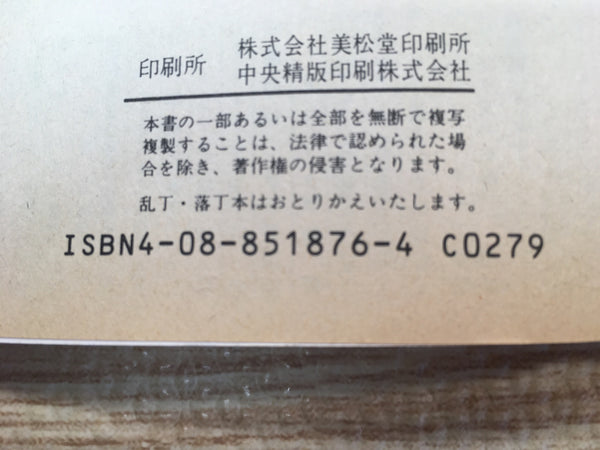 株式会社美松堂印刷所
印刷所
中央精版印刷株式会社
本書の一部あるいは全部を無断で複写
複製することは、法律で認められた場
合を除き、著作権の侵害となります。
乱丁・落丁本はおとりかえいたします。
ISBN4-08-851876-4 C0279